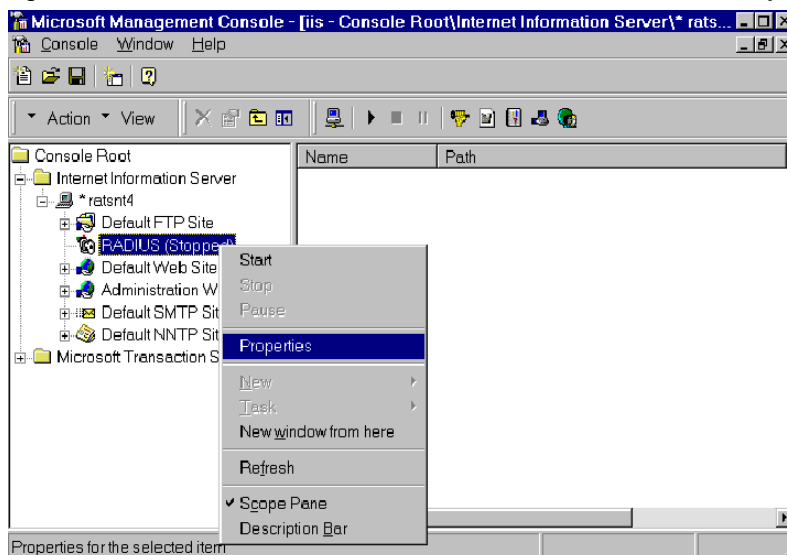 Microsoft Management Console - [iis - Console Root\Internet Information Server\* rats...
Console Window Help
Action View
Console Root
Internet Information Server
* ratsnt4
Default FTP Site
RADIUS (Stopped)
Default Web Site
Administration W
Default SMTP Sit
Default NNTP Sit
Microsoft Transaction S
Name Path
Start
Stop
Pause
Properties
New
Task
New window from here
Refresh
Scope Pane
Description Bar
Properties for the selected item